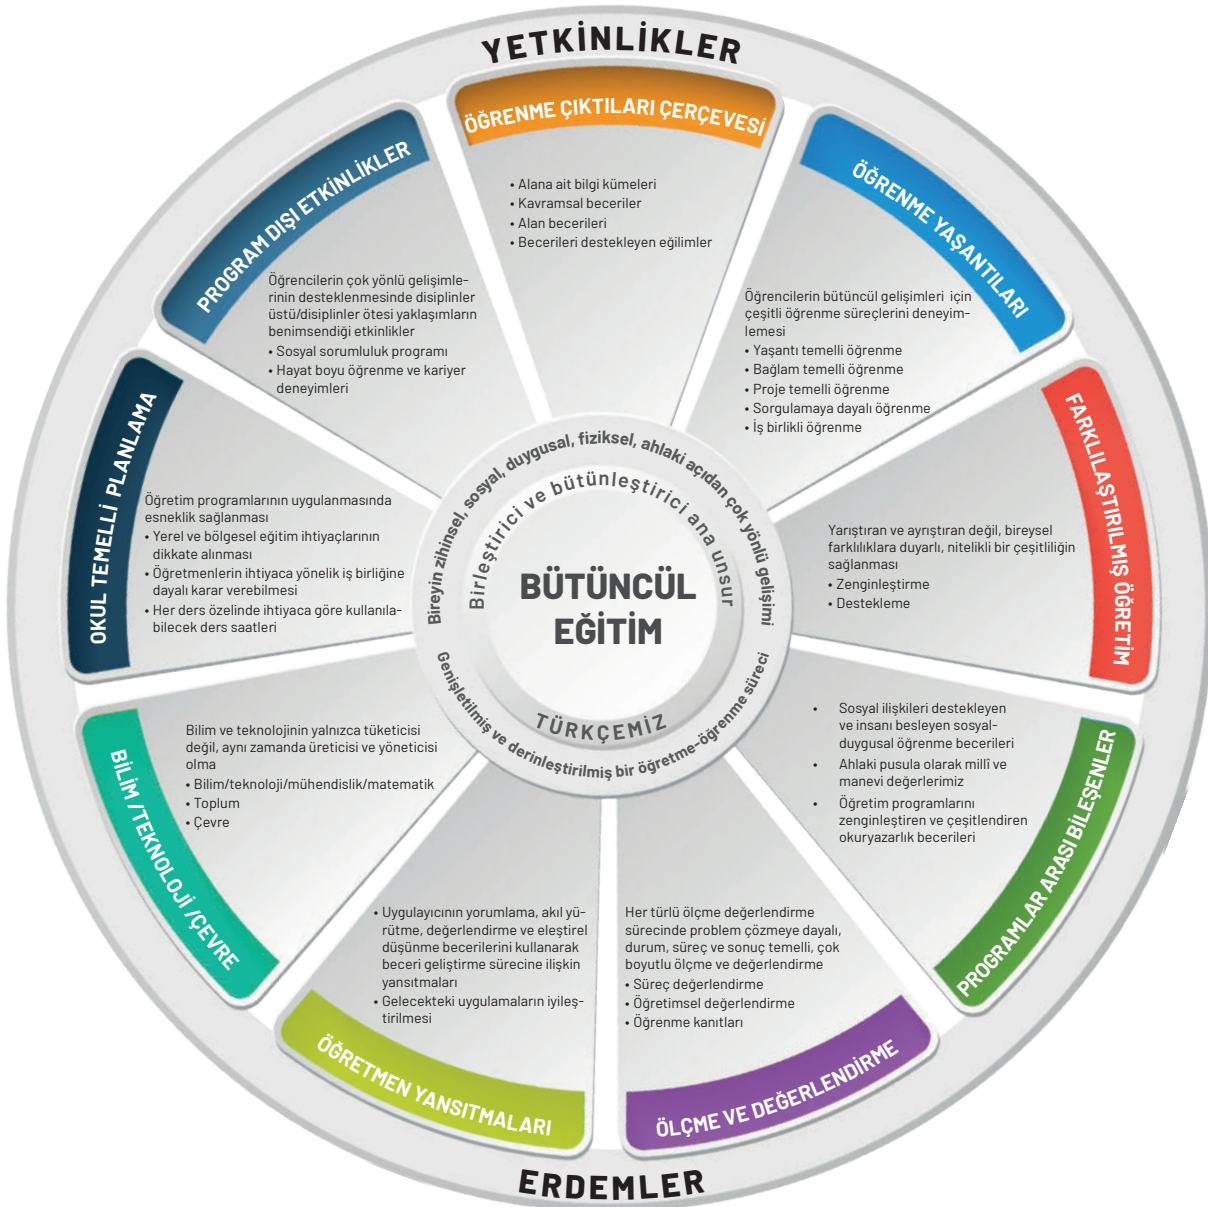 YETKİNLİKLER
ÖĞRENME ÇIKTILARI ÇERÇEVESİ
• Alana ait bilgi kümeleri
• Kavramsal beceriler
• Alan becerileri
• Becerileri destekleyen eğilimler
ÖĞRENME YAŞANTILARI
Öğrencilerin bütüncül gelişimleri için
çeşitli öğrenme süreçlerini deneyim-
lemesi
• Yaşantı temelli öğrenme
• Bağlam temelli öğrenme
• Proje temelli öğrenme
• Sorgulamaya dayalı öğrenme
• İş birlikli öğrenme
FARKLILAŞTIRILMIŞ ÖĞRETİM
Yarıştıran ve ayrıştıran değil, bireysel
farklılıklara duyarlı, nitelikli bir çeşitliliğin
sağlanması
• Zenginleştirme
• Destekleme
PROGRAMLAR ARASI BİLEŞENLER
• Sosyal ilişkileri destekleyen
ve insanı besleyen sosyal-
duygusal öğrenme becerileri
• Ahlaki pusula olarak millî ve
manevi değerlerimiz
• Öğretim programlarını
zenginleştiren ve çeşitlendiren
okuryazarlık becerileri
ÖLÇME VE DEĞERLENDİRME
Her türlü ölçme değerlendirme
sürecinde problem çözmeye dayalı,
durum, süreç ve sonuç temelli, çok
boyutlu ölçme ve değerlendirme
• Süreç değerlendirme
• Öğretimsel değerlendirme
• Öğrenme kanıtları
ÖĞRETMEN YANSITMALARI
• Uygulayıcının yorumlama, akıl yü-
rütme, değerlendirme ve eleştirel
düşünme becerilerini kullanarak
beceri geliştirme sürecine ilişkin
yansıtmaları
• Gelecekteki uygulamaların iyileş-
tirilmesi
BİLİM /TEKNOLOJİ /ÇEVRE
Bilim ve teknolojinin yalnızca tüketicisi
değil, aynı zamanda üreticisi ve yöneticisi
olma
• Bilim/teknoloji/mühendislik/matematik
• Toplum
• Çevre
OKUL TEMELLİ PLANLAMA
Öğretim programlarının uygulanmasında
esneklik sağlanması
• Yerel ve bölgesel eğitim ihtiyaçlarının
dikkate alınması
• Öğretmenlerin ihtiyaca yönelik iş birliğine
dayalı karar verebilmesi
• Her ders özelinde ihtiyaca göre kullanıla-
bilecek ders saatleri
PROGRAM DIŞI ETKİNLİKLER
Öğrencilerin çok yönlü gelişimle-
rinin desteklenmesinde disiplinler
üstü/disiplinler ötesi yaklaşımların
benimsendiği etkinlikler
• Sosyal sorumluluk programı
• Hayat boyu öğrenme ve kariyer
deneyimleri
Bireyin zihinsel, sosyal, duygusal, fiziksel, ahlaki açıdan çok yönlü gelişimi
Birleştirici ve bütünleştirici ana unsur
BÜTÜNCÜL
EĞİTİM
TÜRKÇEMİZ
Genişletilmiş ve derinleştirilmiş bir öğretme-öğrenme süreci
ERDEMLER